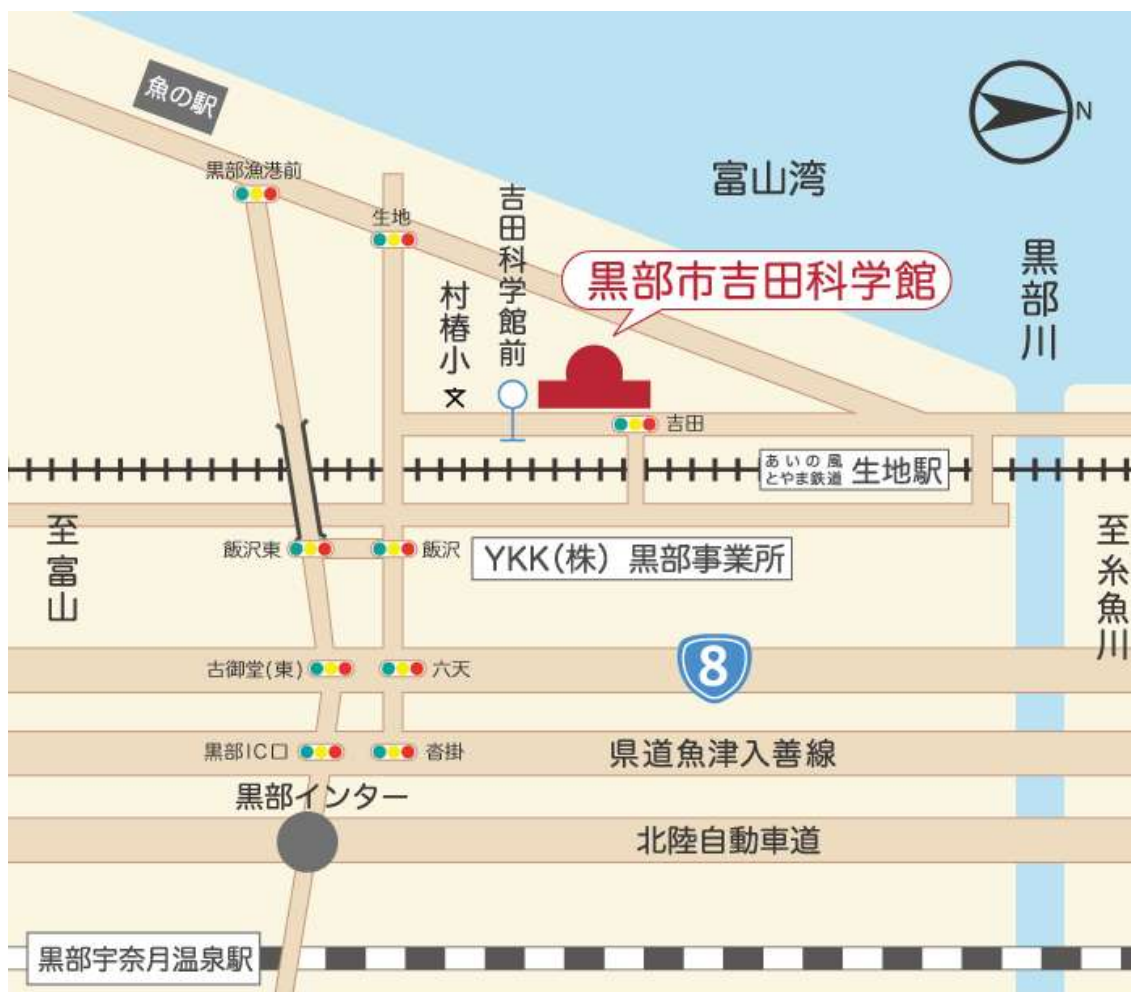 魚の駅
黒部漁港前
生地
吉田科学館前
村椿小
文
富山湾
N
黒部川
黒部市吉田科学館
吉田
あいの風
とやま鉄道
生地駅
至富山
至糸魚川
飯沢東
飯沢
YKK(株) 黒部事業所
古御堂(東)
六天
8
黒部IC口
沓掛
県道魚津入善線
黒部インター
北陸自動車道
黒部宇奈月温泉駅